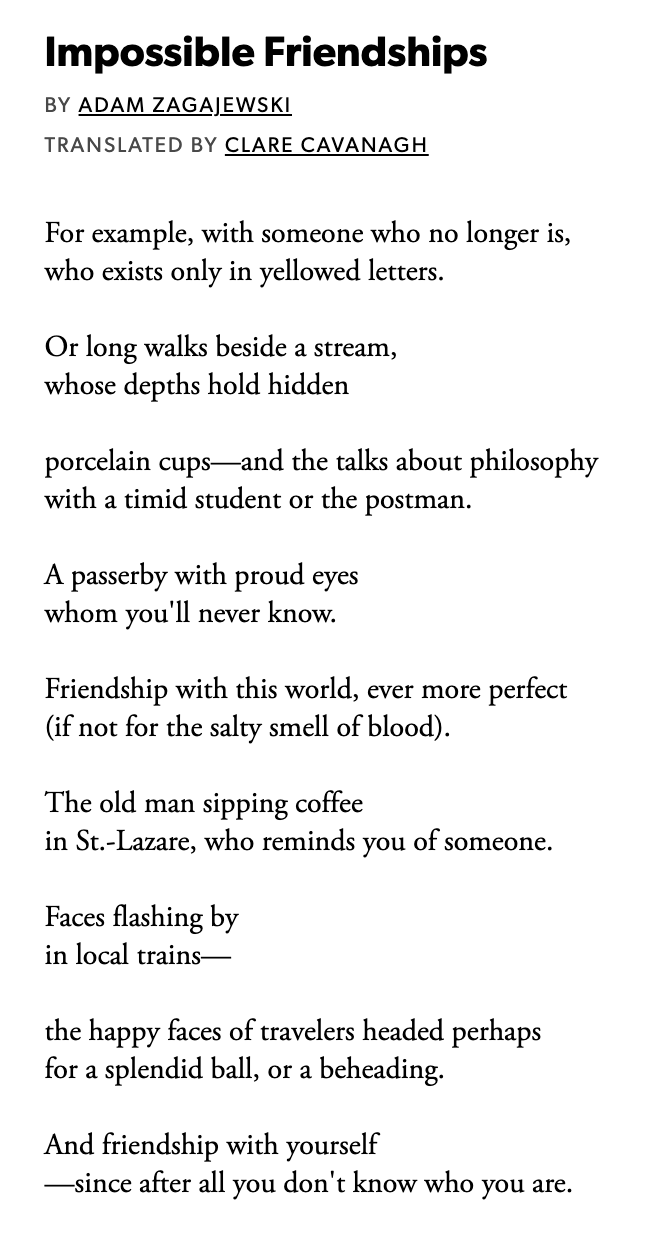 Impossible Friendships
BY ADAM ZAGAJEWSKI
TRANSLATED BY CLARE CAVANAGH
For example, with someone who no longer is,
who exists only in yellowed letters.
Or long walks beside a stream,
whose depths hold hidden
porcelain cups—and the talks about philosophy
with a timid student or the postman.
A passerby with proud eyes
whom you'll never know.
Friendship with this world, ever more perfect
(if not for the salty smell of blood).
The old man sipping coffee
in St.-Lazare, who reminds you of someone.
Faces flashing by
in local trains—
the happy faces of travelers headed perhaps
for a splendid ball, or a beheading.
And friendship with yourself
—since after all you don't know who you are.